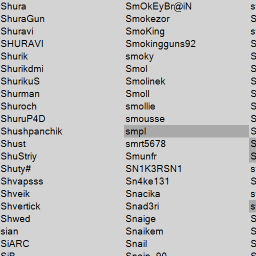 Shura SmOkEyBr@iN
ShuraGun Smokezor
Shuravi SmoKing
SHURAVI Smokingguns92
Shurik smoky
Shurikdmi Smol
ShurikuS Smolinek
Shurman Smoll
Shuroch smollie
ShuruP4D smousse
Shushpanchik smpl
Shust smrt5678
ShuStriy Smunfr
Shuty# SN1K3RSN1
Shvapsss Sn4ke131
Shveik Snacika
Shvertick Snad3ri
Shwed Snaige
sian Snaikem
SiARC Snail